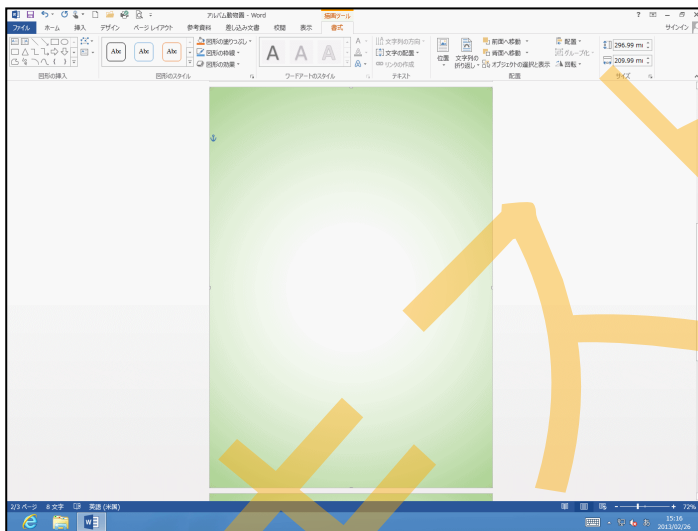 アルバム動物園 - Word
描画ツール
? 
サインイン
ファイル ホーム 挿入 デザイン ページ レイアウト 参考資料 差し込み文書 校閲 表示 書式
Abc Abc Abc
図形の塗りつぶし
図形の枠線
図形の効果
A A A
A
文字列の方向
文字の配置
リンクの作成
位置
文字列の
折り返し
前面へ移動
背面へ移動
オブジェクトの選択と表示
配置
グループ化
回転
296.99 mi
209.99 mi
図形の挿入 図形のスタイル ワードアートのスタイル テキスト 配置 サイズ
2/3 ページ 8 文字 英語 (米国)
72%
あ
15:16
2013/02/26